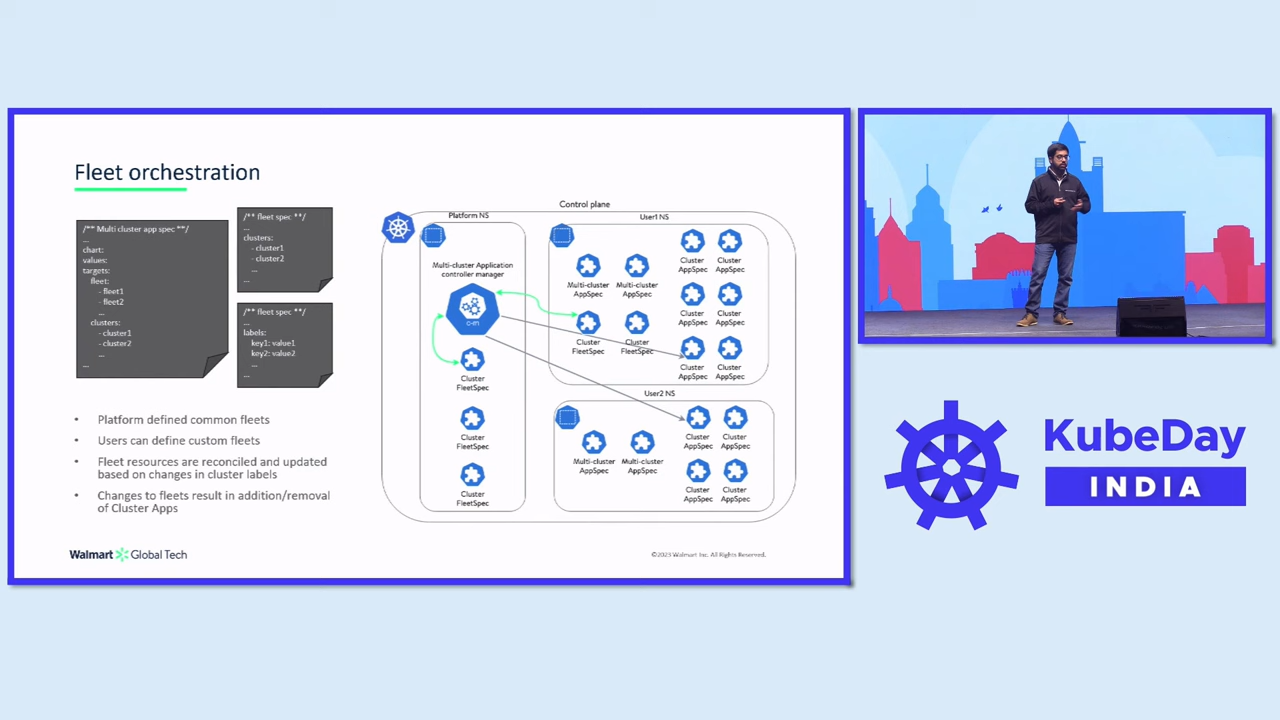 Fleet orchestration
/** Multi cluster app spec **/
...
chart:
values:
targets:
fleet:
- fleet1
- fleet2
...
clusters:
- cluster1
- cluster2
...
...
/** fleet spec **/
...
clusters:
- cluster1
- cluster2
...
...
/** fleet spec **/
...
labels:
key1: value1
key2: value2
...
...
• Platform defined common fleets
• Users can define custom fleets
• Fleet resources are reconciled and updated
based on changes in cluster labels
• Changes to fleets result in addition/removal
of Cluster Apps
Control plane
Platform NS
Multi-cluster Application
controller manager
c-m
Cluster
FleetSpec
Cluster
FleetSpec
Cluster
FleetSpec
User1 NS
Cluster
AppSpec
Cluster
AppSpec
Multi-cluster
AppSpec
Multi-cluster
AppSpec
Cluster
AppSpec
Cluster
AppSpec
Cluster
FleetSpec
Cluster
FleetSpec
Cluster
AppSpec
Cluster
AppSpec
User2 NS
Cluster
AppSpec
Cluster
AppSpec
Multi-cluster
AppSpec
Multi-cluster
AppSpec
Cluster
AppSpec
Cluster
AppSpec
Walmart Global Tech
©2023 Walmart Inc. All Rights Reserved.
KubeDay
INDIA